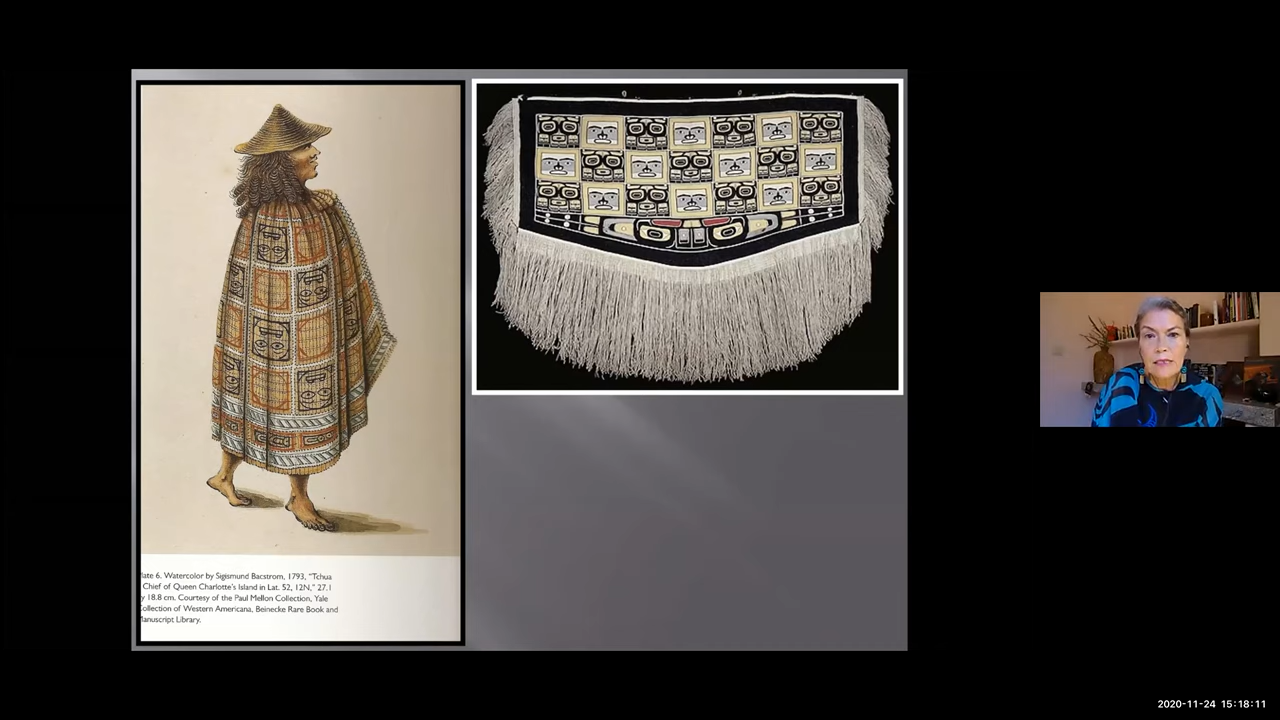 late 6. Watercolor by Sigismund Bacstrom, 1793, "Tchua
Chief of Queen Charlotte's Island in Lat. 52, 12N," 27.1
y 18.8 cm. Courtesy of the Paul Mellon Collection, Yale
ollection of Western Americana, Beinecke Rare Book and
anuscript Library.
2020-11-24 15:18:11